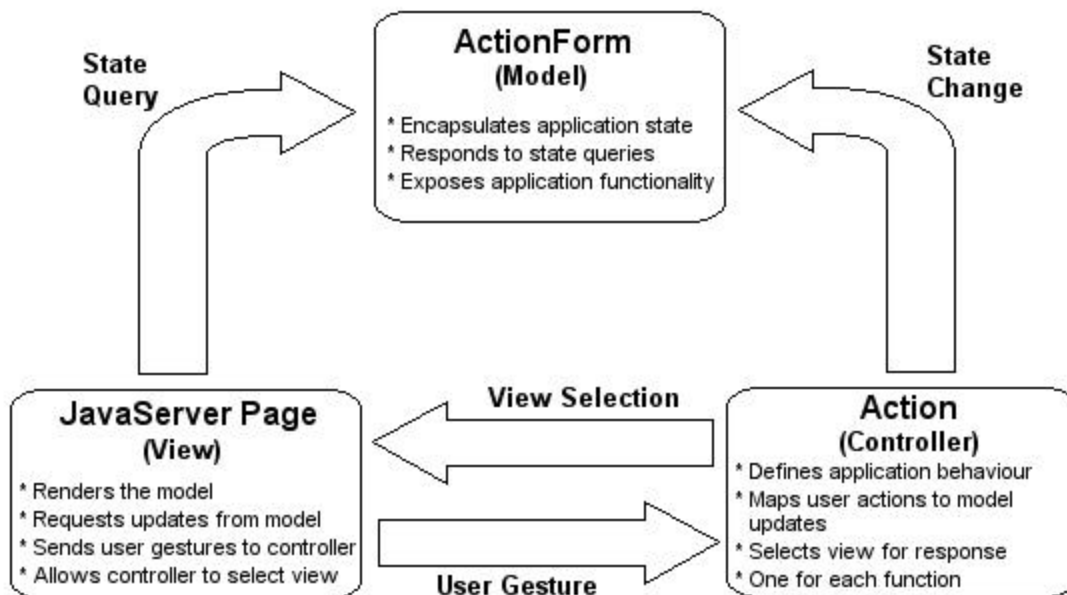 State
Query
ActionForm
(Model)
* Encapsulates application state
* Responds to state queries
* Exposes application functionality
State
Change
JavaServer Page
(View)
* Renders the model
* Requests updates from model
* Sends user gestures to controller
* Allows controller to select view
View Selection
User Gesture
Action
(Controller)
* Defines application behaviour
* Maps user actions to model
updates
* Selects view for response
* One for each function